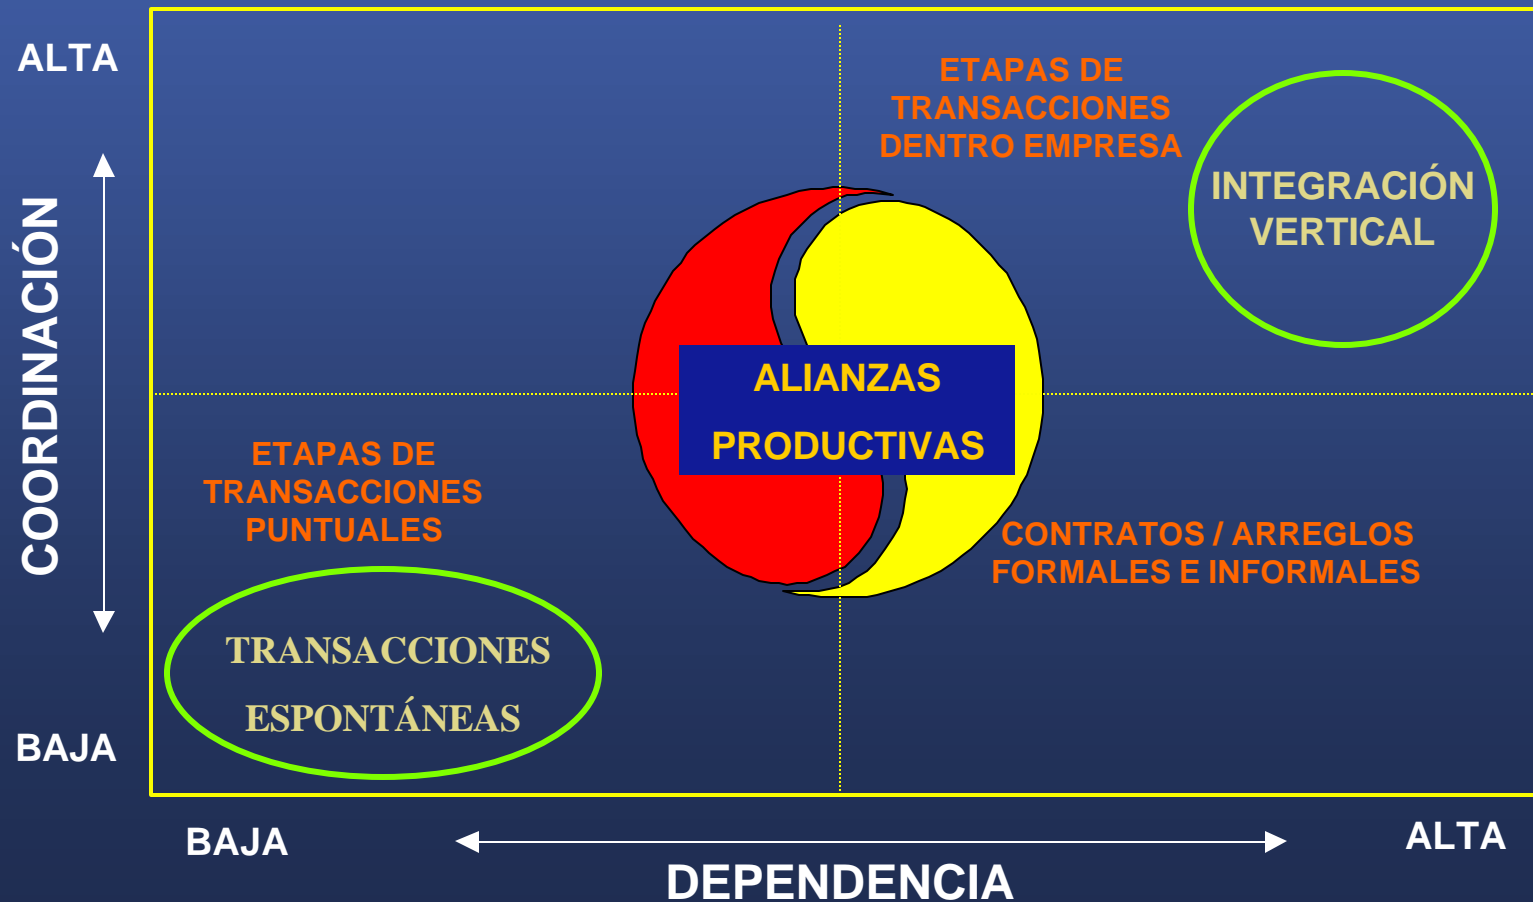 ALTA
ETAPAS DE
TRANSACCIONES
DENTRO EMPRESA
INTEGRACIÓN
VERTICAL
COORDINACIÓN
ALIANZAS
PRODUCTIVAS
ETAPAS DE
TRANSACCIONES
PUNTUALES
CONTRATOS / ARREGLOS
FORMALES E INFORMALES
TRANSACCIONES
ESPONTÁNEAS
BAJA
BAJA
ALTA
DEPENDENCIA